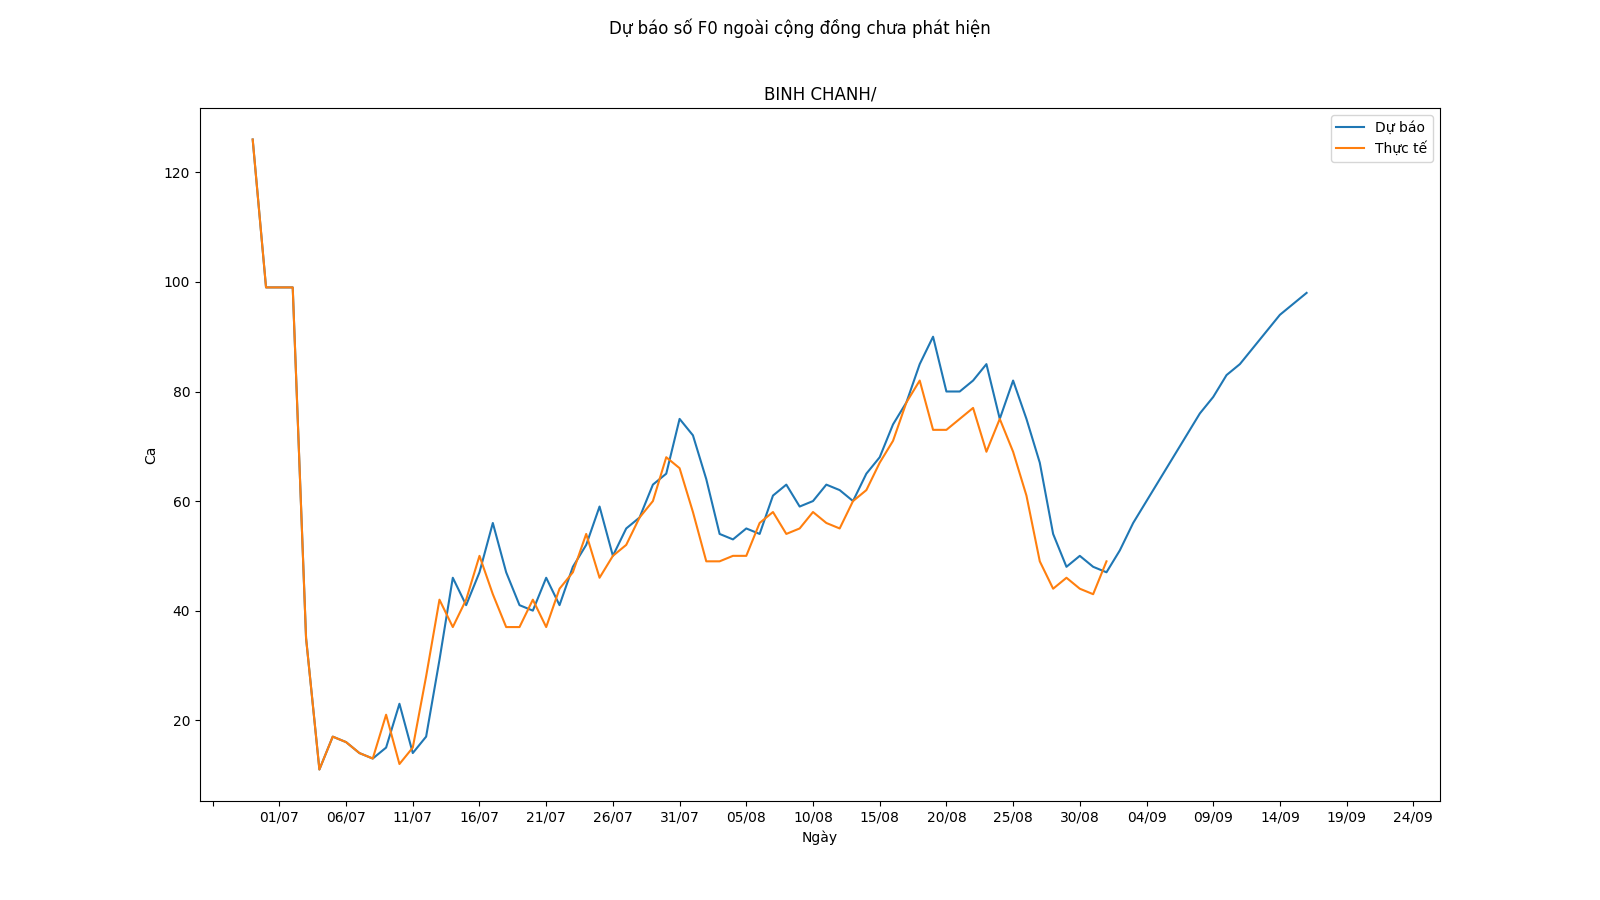 Dự báo số F0 ngoài cộng đồng chưa phát hiện
BINH CHANH/
Dự báo
Thực tế
120
100
80
60
40
20
Ca
01/07 06/07 11/07 16/07 21/07 26/07 31/07 05/08 10/08 15/08 20/08 25/08 30/08 04/09 09/09 14/09 19/09 24/09
Ngày